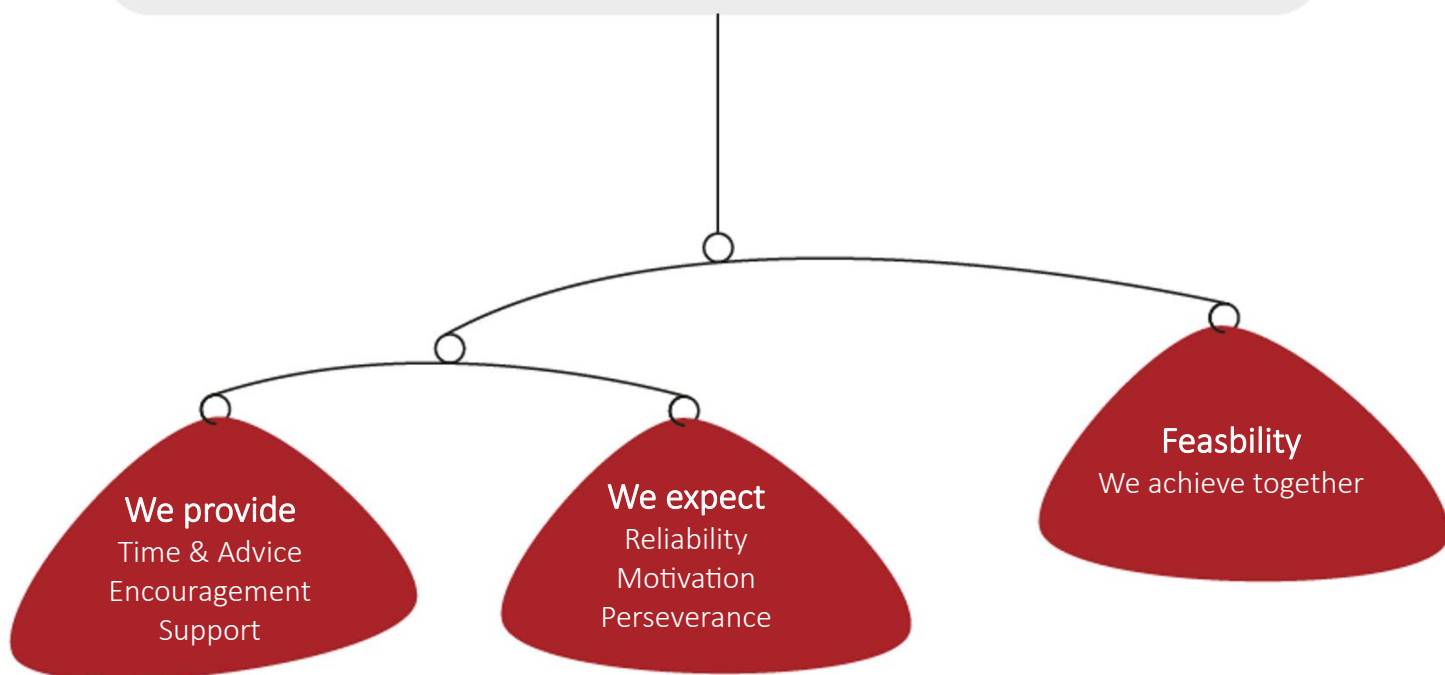 We provide
Time & Advice
Encouragement
Support
We expect
Reliability
Motivation
Perseverance
Feasbility
We achieve together